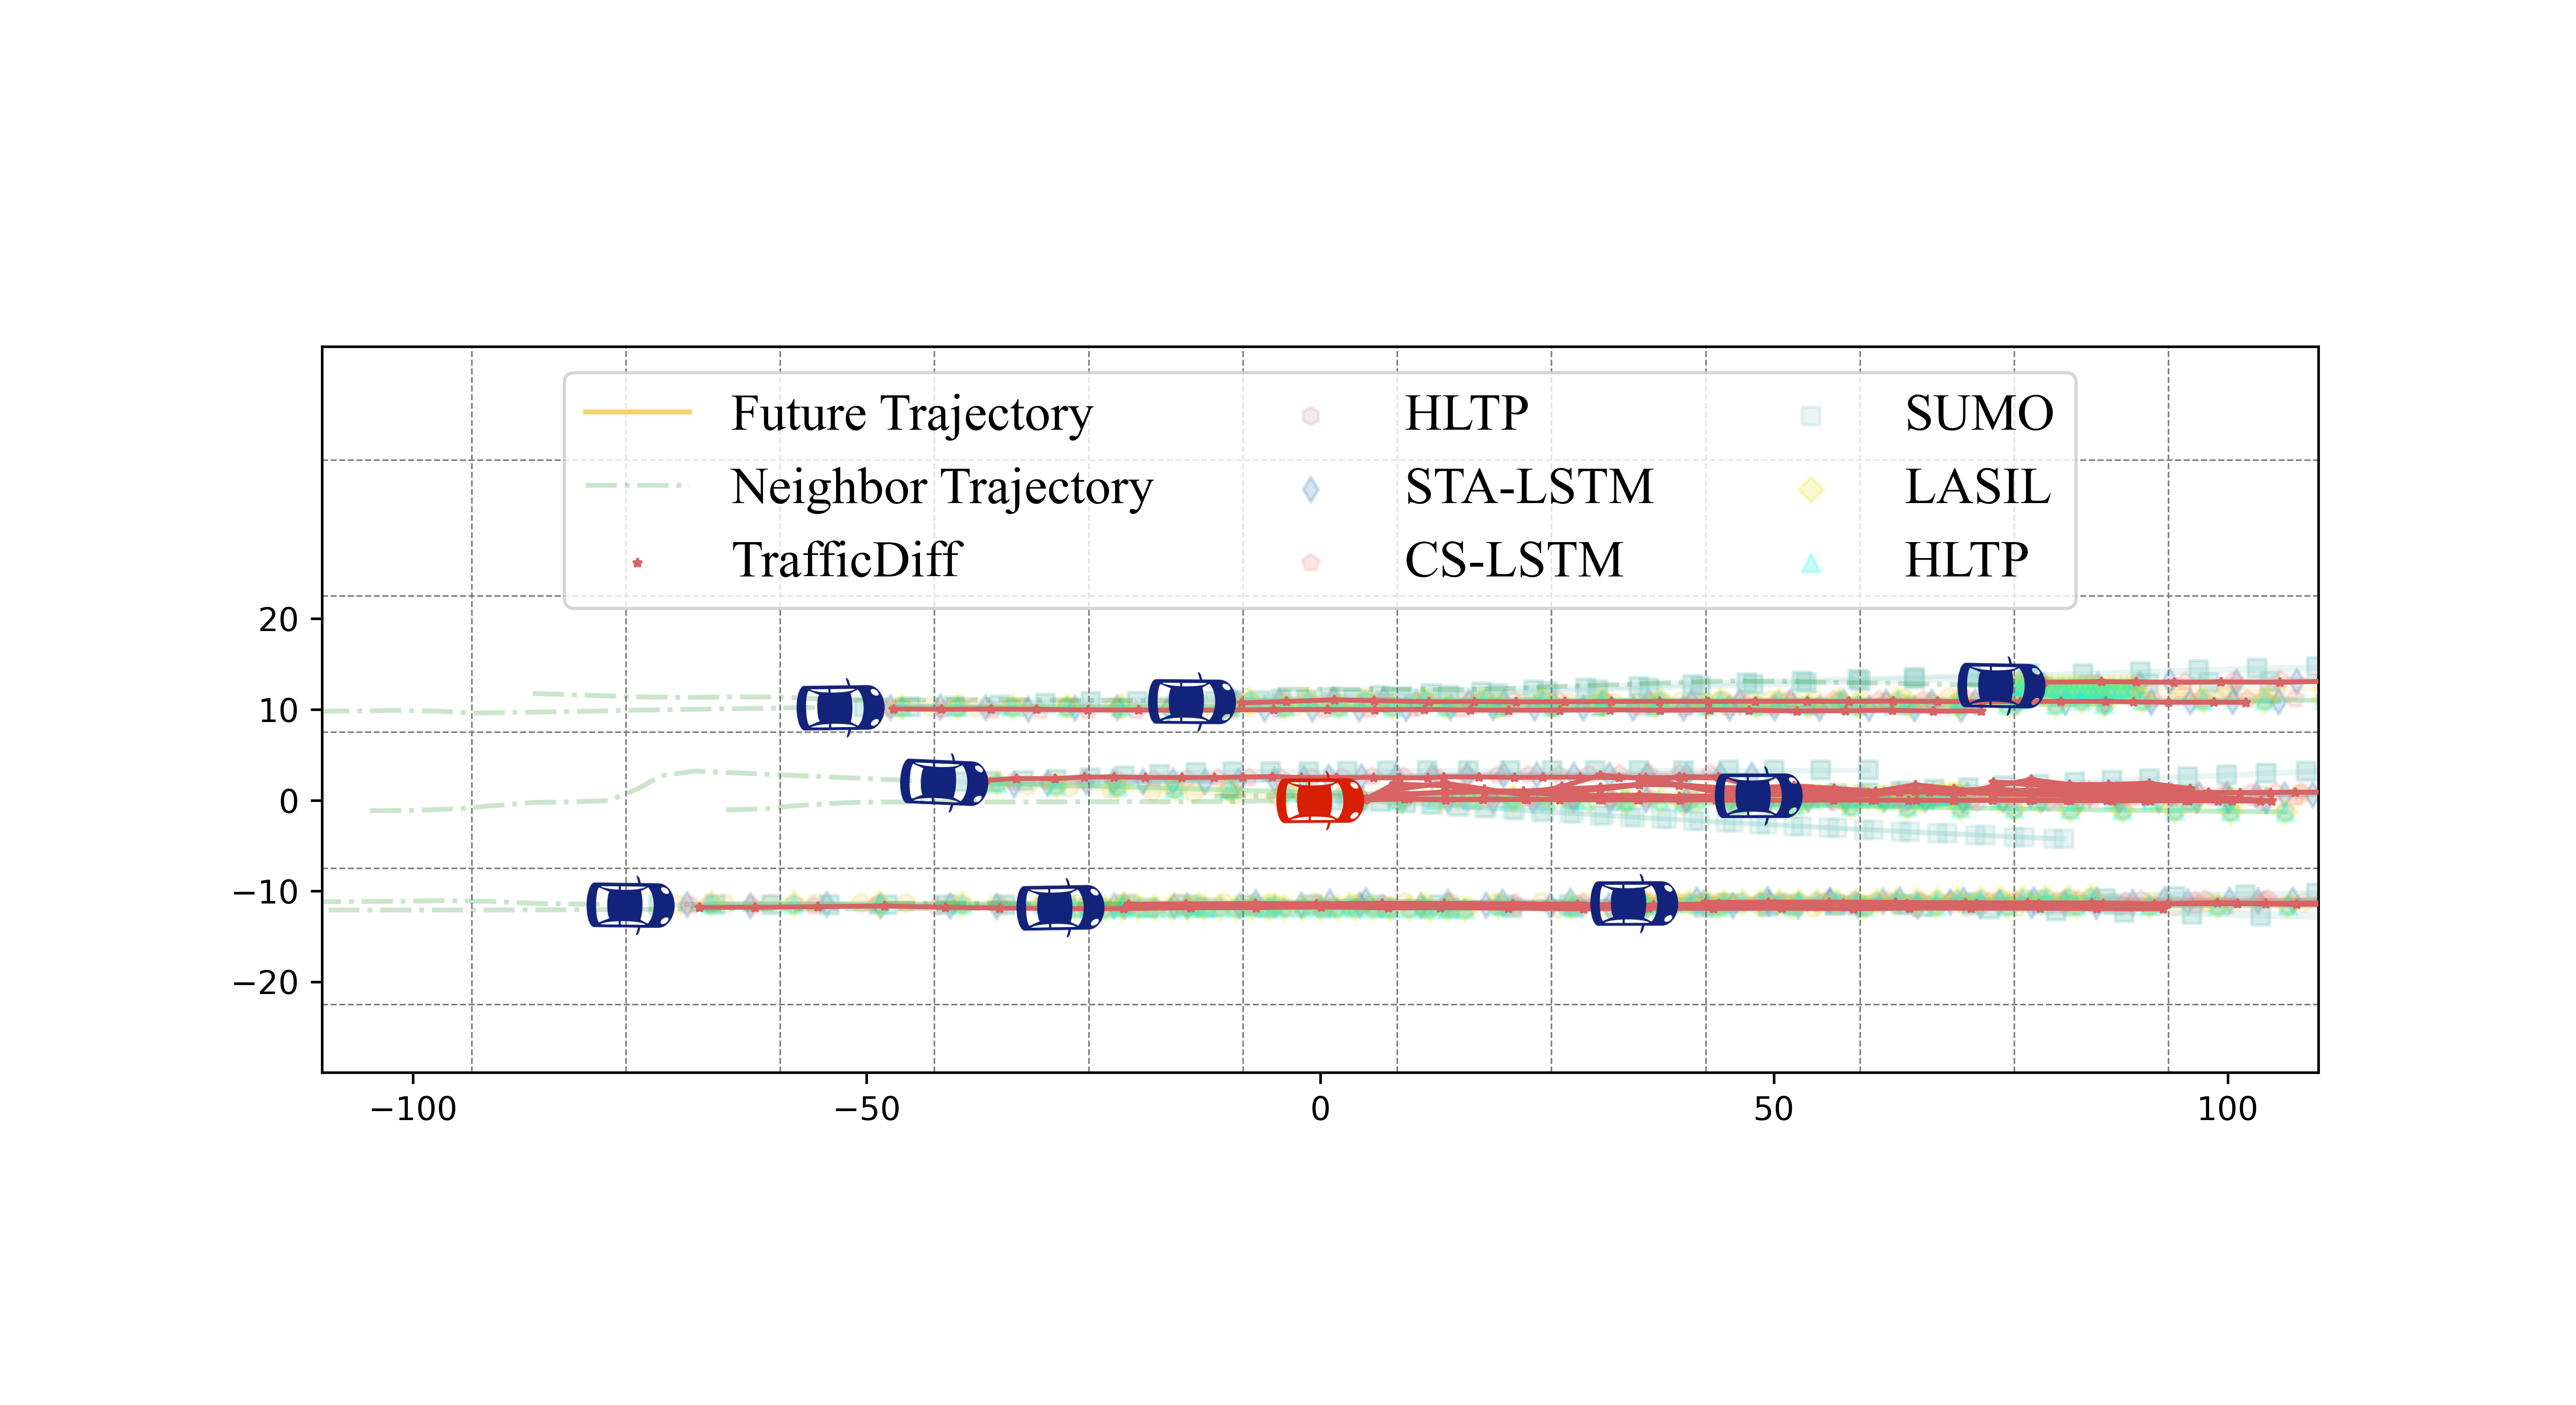 Future Trajectory
Neighbor Trajectory
TrafficDiff
HLTP
STA-LSTM
CS-LSTM
SUMO
LASIL
HLTP
20
10
0
−10
−20
−100
−50
0
50
100